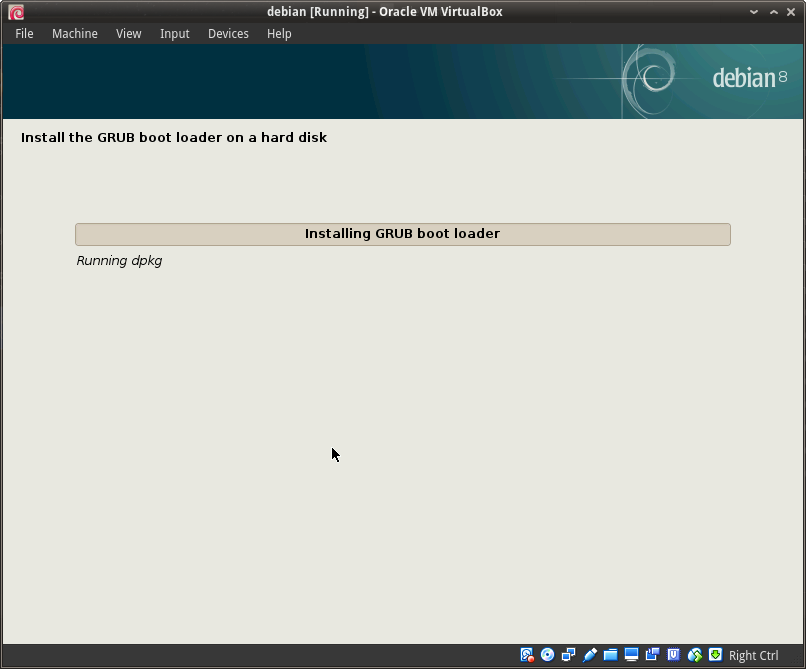 debian [Running] - Oracle VM VirtualBox
File Machine View Input Devices Help
debian 8
Install the GRUB boot loader on a hard disk
Installing GRUB boot loader
Running dpkg
Right Ctrl